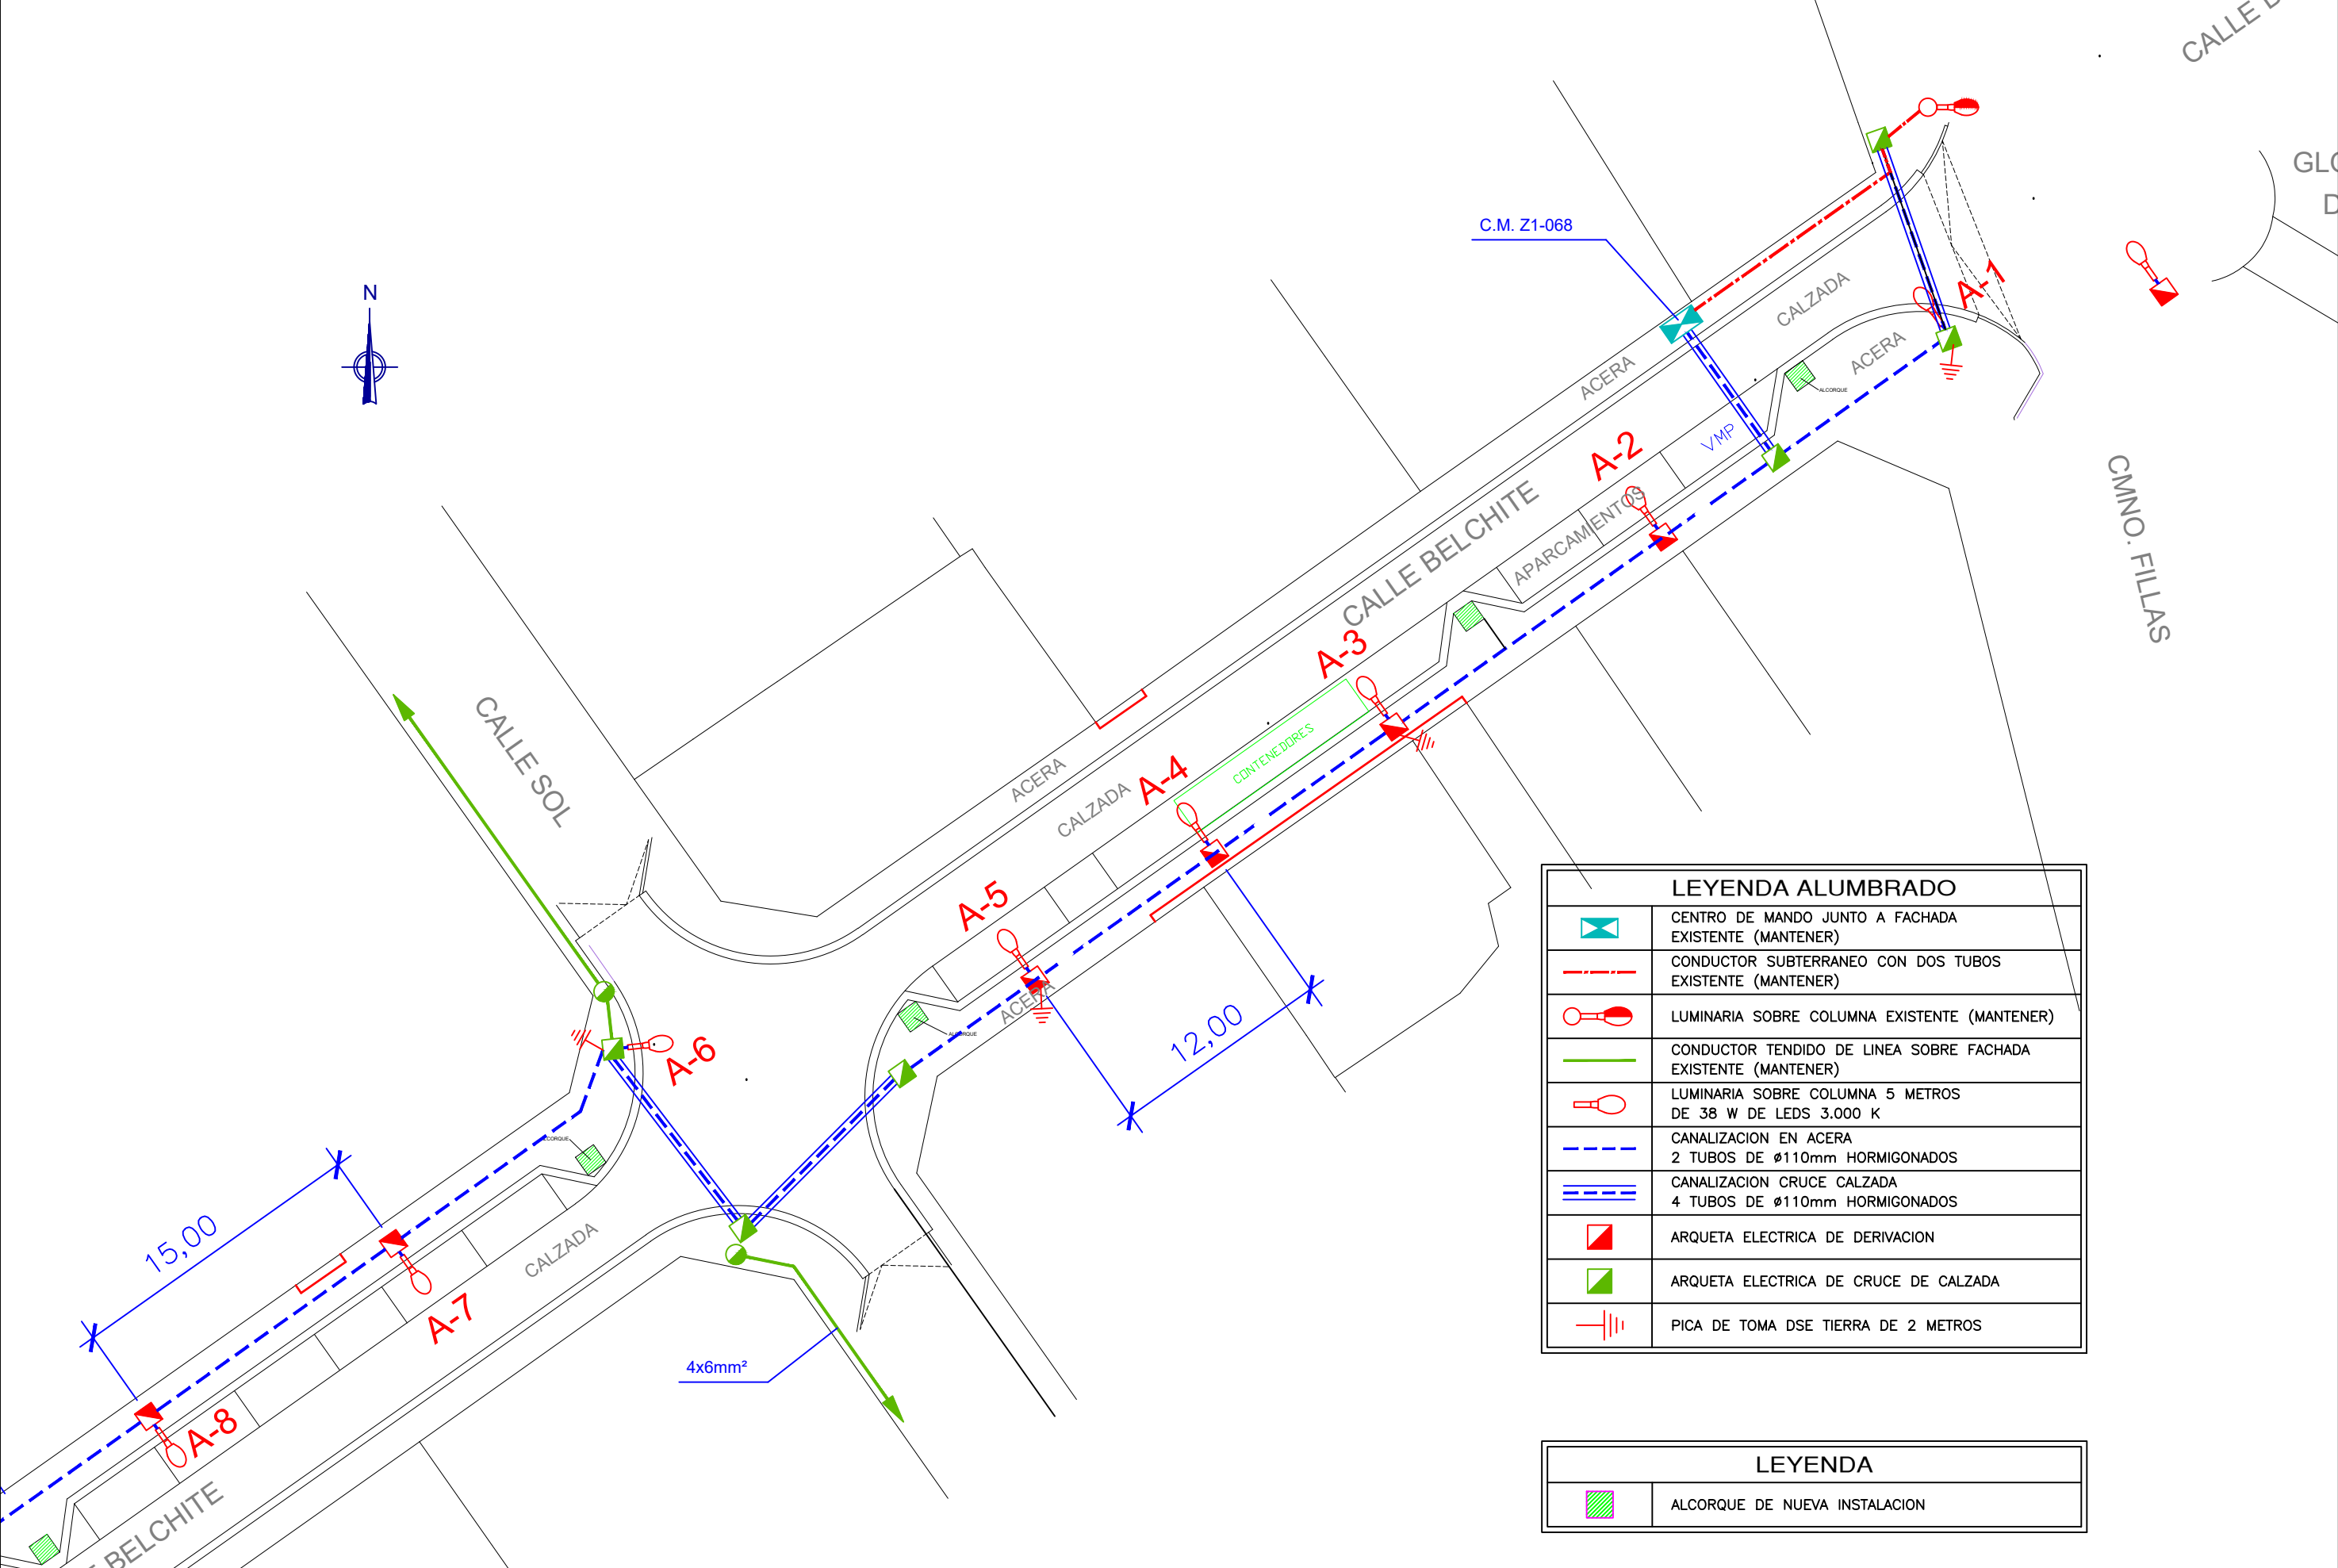 CALLE
GLO
D
N
C.M. Z1-068
A-1
CALZADA
ACERA
ACERA
ALCORQUE
VMP
A-2
CALLE BELCHITE
APARCAMIENTOS
CMNO. FILLAS
A-3
CONTENEDORES
CALLE SOL
ACERA
CALZADA
A-4
A-5
ACERA
ALCORQUE
12,00
A-6
ALCORQUE
15,00
CALZADA
A-7
4x6mm²
A-8
BELCHITE
LEYENDA ALUMBRADO
CENTRO DE MANDO JUNTO A FACHADA
EXISTENTE (MANTENER)
CONDUCTOR SUBTERRANEO CON DOS TUBOS
EXISTENTE (MANTENER)
LUMINARIA SOBRE COLUMNA EXISTENTE (MANTENER)
CONDUCTOR TENDIDO DE LINEA SOBRE FACHADA
EXISTENTE (MANTENER)
LUMINARIA SOBRE COLUMNA 5 METROS
DE 38 W DE LEDS 3.000 K
CANALIZACION EN ACERA
2 TUBOS DE ø110mm HORMIGONADOS
CANALIZACION CRUCE CALZADA
4 TUBOS DE ø110mm HORMIGONADOS
ARQUETA ELECTRICA DE DERIVACION
ARQUETA ELECTRICA DE CRUCE DE CALZADA
PICA DE TOMA DSE TIERRA DE 2 METROS
LEYENDA
ALCORQUE DE NUEVA INSTALACION